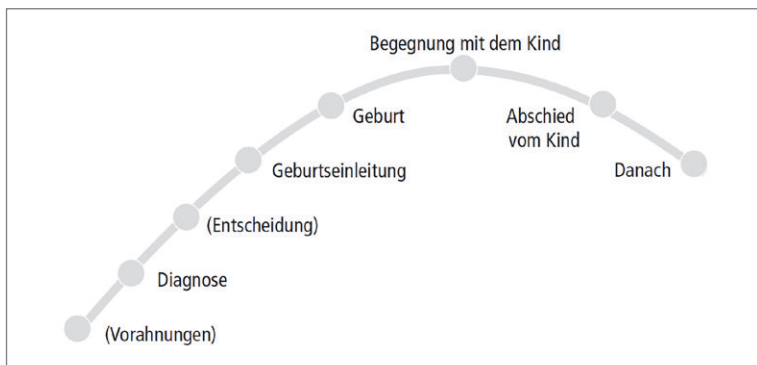 Begegnung mit dem Kind
Geburt
Abschied
vom Kind
Geburtseinleitung
Danach
(Entscheidung)
Diagnose
(Vorahnungen)